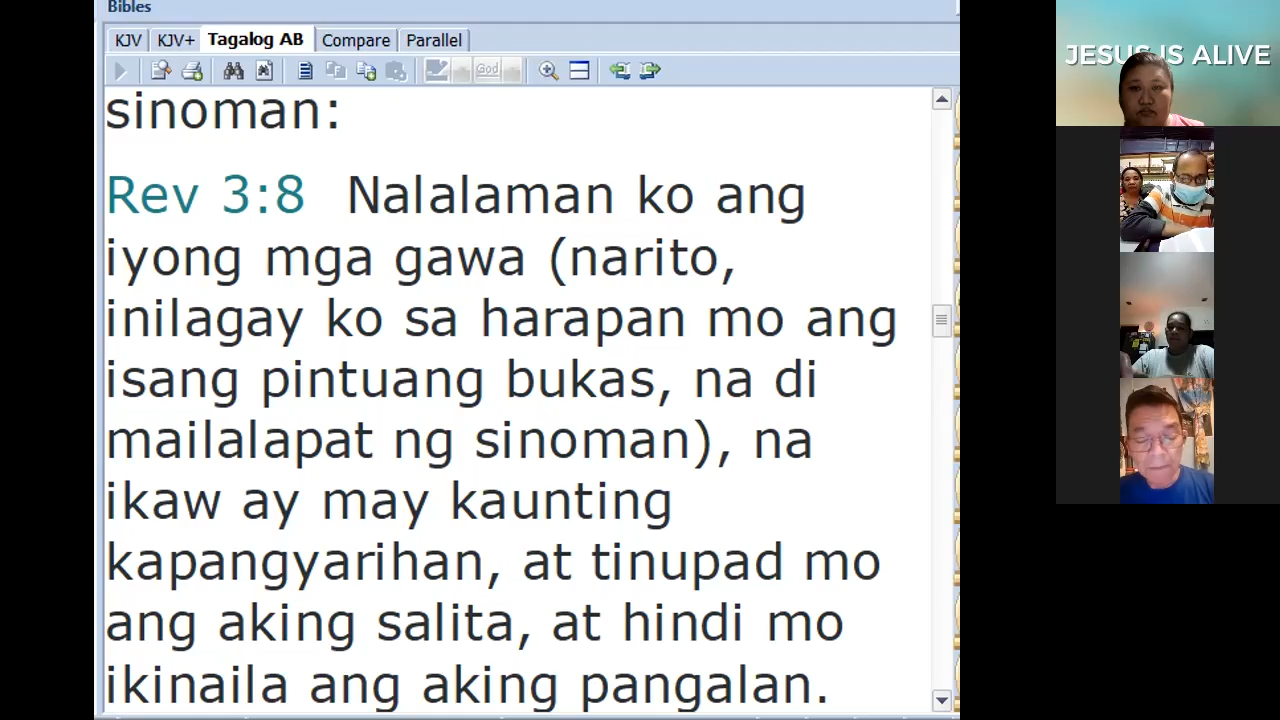 Bibles
KJV KJV+ Tagalog AB Compare Parallel
God
sinoman:
Rev 3:8 Nalalaman ko ang
iyong mga gawa (narito,
inilagay ko sa harapan mo ang
isang pintuang bukas, na di
mailalapat ng sinoman), na
ikaw ay may kaunting
kapangyarihan, at tinupad mo
ang aking salita, at hindi mo
ikinaila ang aking pangalan.
JESUS IS ALIVE